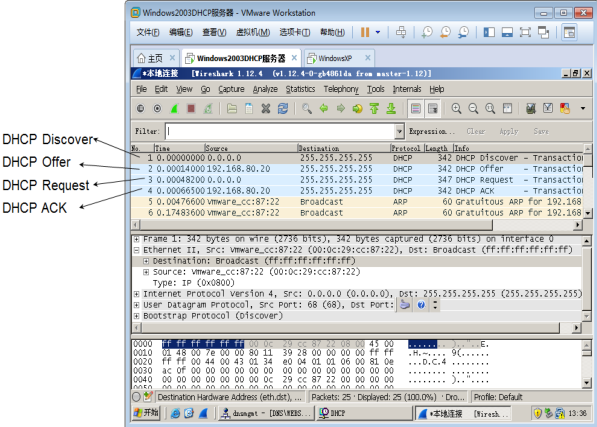 Windows2003DHCP服务器 - VMware Workstation
文件(F) 编辑(E) 查看(V) 虚拟机(M) 选项卡(T) 帮助(H)
主页 Windows2003DHCP服务器 WindowsXP
*本地连接 [Wireshark 1.12.4 (v1.12.4-0-gb4861da from master-1.12)]
File Edit View Go Capture Analyze Statistics Telephony Tools Internals Help
Filter: Expression... Clear Apply Save
No. Time Source Destination Protocol Length Info
DHCP Discover
1 0.00000000 0.0.0.0 255.255.255.255 DHCP 342 DHCP Discover - Transaction
DHCP Offer
2 0.00014000 192.168.80.20 255.255.255.255 DHCP 342 DHCP Offer - Transaction
DHCP Request
3 0.00048200 0.0.0.0 255.255.255.255 DHCP 347 DHCP Request - Transaction
DHCP ACK
4 0.00066500 192.168.80.20 255.255.255.255 DHCP 342 DHCP ACK - Transaction
5 0.00476600 Vmware_cc:87:22 Broadcast ARP 60 Gratuitous ARP for 192.168
6 0.17483600 Vmware_cc:87:22 Broadcast ARP 60 Gratuitous ARP for 192.168
Frame 1: 342 bytes on wire (2736 bits), 342 bytes captured (2736 bits) on interface 0
Ethernet II, Src: Vmware_cc:87:22 (00:0c:29:cc:87:22), Dst: Broadcast (ff:ff:ff:ff:ff:ff)
Destination: Broadcast (ff:ff:ff:ff:ff:ff)
Source: Vmware_cc:87:22 (00:0c:29:cc:87:22)
Type: IP (0x0800)
Internet Protocol Version 4, Src: 0.0.0.0 (0.0.0.0), Dst: 255.255.255.255 (255.255.255.255)
User Datagram Protocol, Src Port: 68 (68), Dst Port:
Bootstrap Protocol (Discover)
0000 ff ff ff ff ff ff 00 0c 29 cc 87 22 08 00 45 00 ...... .. )..“..E.
0010 01 48 00 7e 00 00 80 11 39 28 00 00 00 00 ff ff .H.~.... 9(......
0020 ff ff 00 44 00 43 01 34 e0 04 01 01 06 00 81 0e ...D.C.4 ........
0030 ac 0f 00 00 00 00 00 00 00 00 00 00 00 00 00 00
0040 00 00 00 00 00 00 00 0c 29 cc 87 22 00 00 00 00 ........ )..“....
Destination Hardware Address (eth.dst), ... Packets: 25 · Displayed: 25 (100.0%) · Dro... Profile: Default
开始 dnsmgmt - [DNS\WEBS... DHCP *本地连接 [Wiresh... 13:36